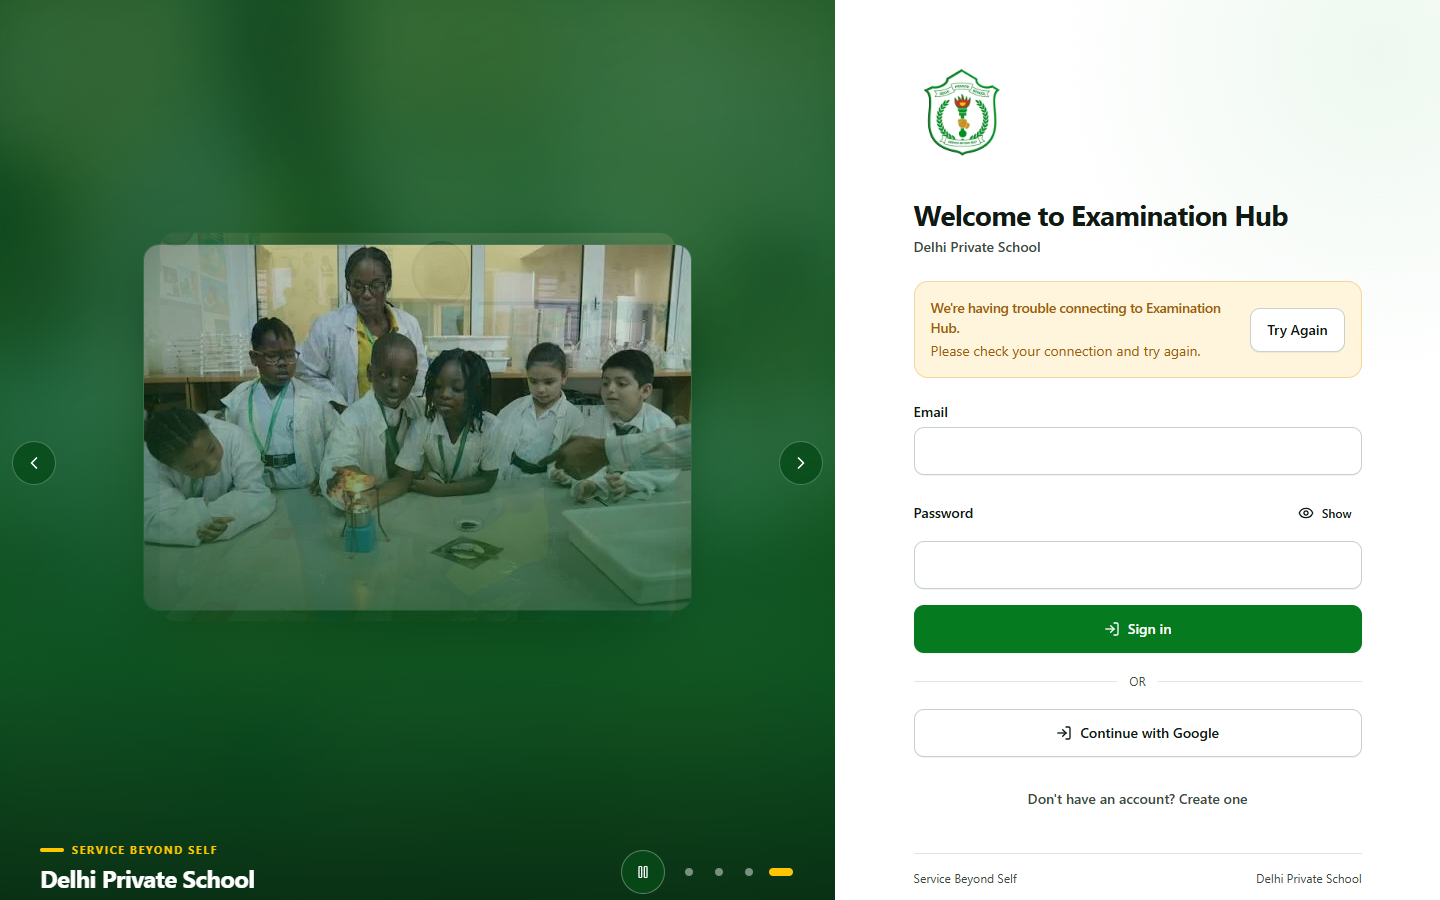 SERVICE BEYOND SELF
Delhi Private School
Welcome to Examination Hub
Delhi Private School
We're having trouble connecting to Examination
Hub.
Please check your connection and try again.
Try Again
Email
Password
Show
Sign in
OR
Continue with Google
Don't have an account? Create one
Service Beyond Self
Delhi Private School